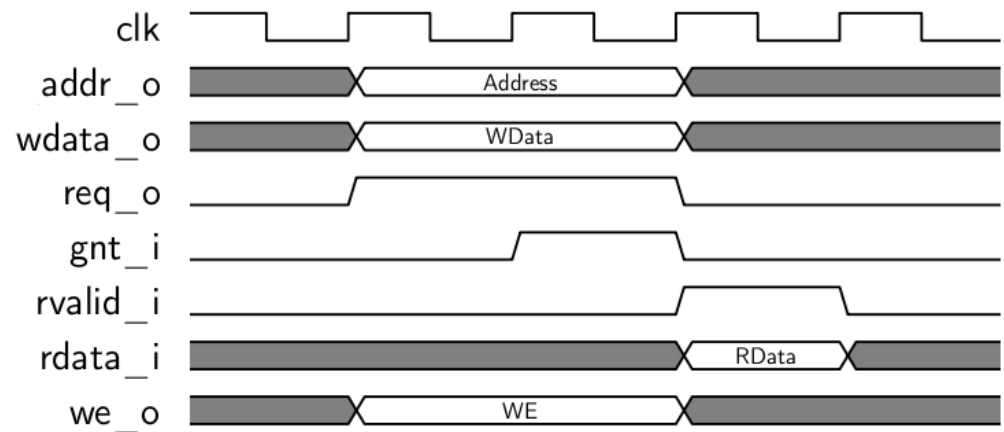 clk
addr_o Address
wdata_o WData
req_o
gnt_i
rvalid_i
rdata_i RData
we_o WE